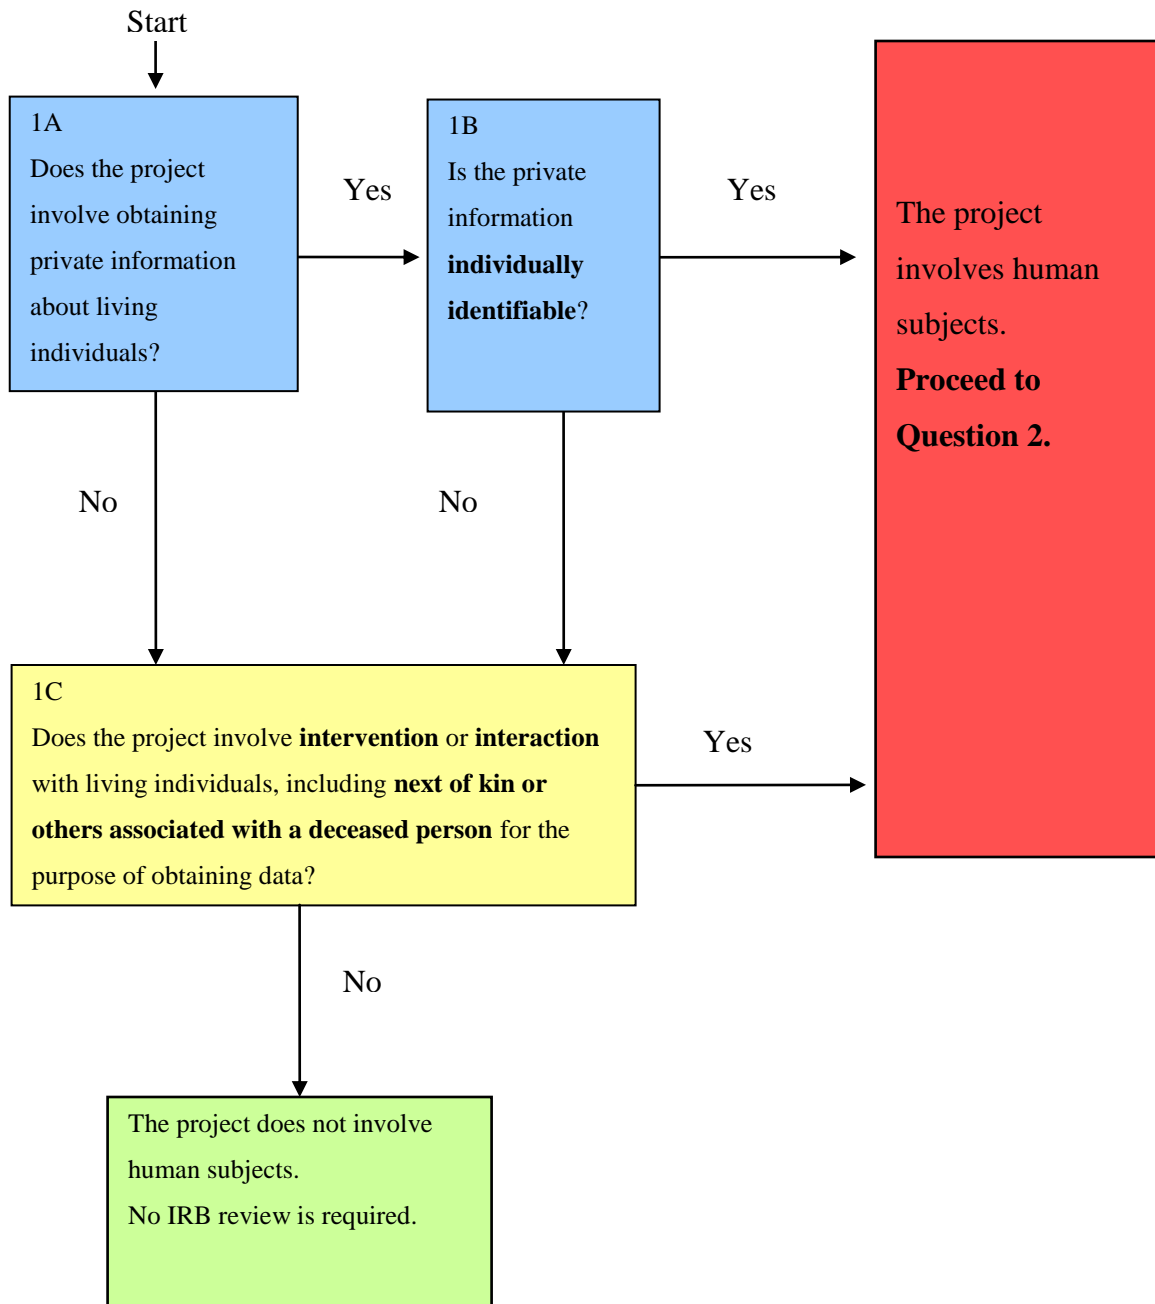 Start
1A
Does the project
involve obtaining
private information
about living
individuals?
Yes
1B
Is the private
information
individually
identifiable?
Yes
The project
involves human
subjects.
Proceed to
Question 2.
No
No
1C
Does the project involve intervention or interaction
with living individuals, including next of kin or
others associated with a deceased person for the
purpose of obtaining data?
Yes
No
The project does not involve
human subjects.
No IRB review is required.